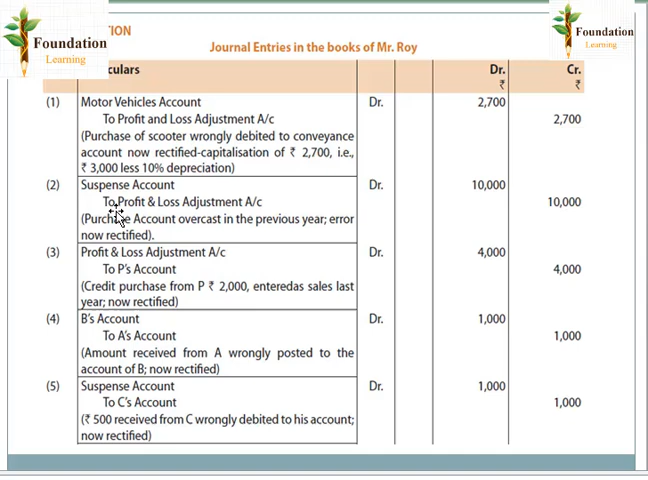 Foundation
Learning
TION
Foundation
Learning
Journal Entries in the books of Mr. Roy
culars Dr. Cr.
₹ ₹
(1) Motor Vehicles Account Dr. 2,700
To Profit and Loss Adjustment A/c 2,700
(Purchase of scooter wrongly debited to conveyance
account now rectified-capitalisation of ₹ 2,700, i.e.,
₹ 3,000 less 10% depreciation)
(2) Suspense Account Dr. 10,000
To Profit & Loss Adjustment A/c 10,000
(Purchase Account overcast in the previous year; error
now rectified).
(3) Profit & Loss Adjustment A/c Dr. 4,000
To P's Account 4,000
(Credit purchase from P ₹ 2,000, enteredas sales last
year; now rectified)
(4) B's Account Dr. 1,000
To A's Account 1,000
(Amount received from A wrongly posted to the
account of B; now rectified)
(5) Suspense Account Dr. 1,000
To C's Account 1,000
(₹ 500 received from C wrongly debited to his account;
now rectified)